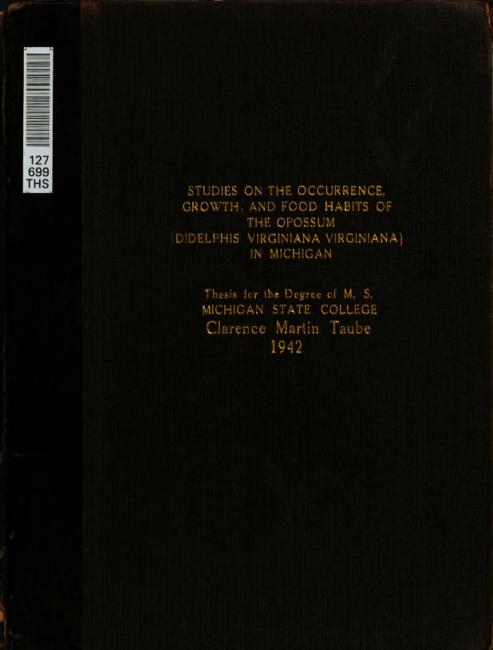 127
699
THS
STUDIES ON THE OCCURRENCE,
GROWTH, AND FOOD HABITS OF
THE OPOSSUM
(DIDELPHIS VIRGINIANA VIRGINIANA)
IN MICHIGAN
Thesis for the Degree of M. S.
MICHIGAN STATE COLLEGE
Clarence Martin Taube
1942